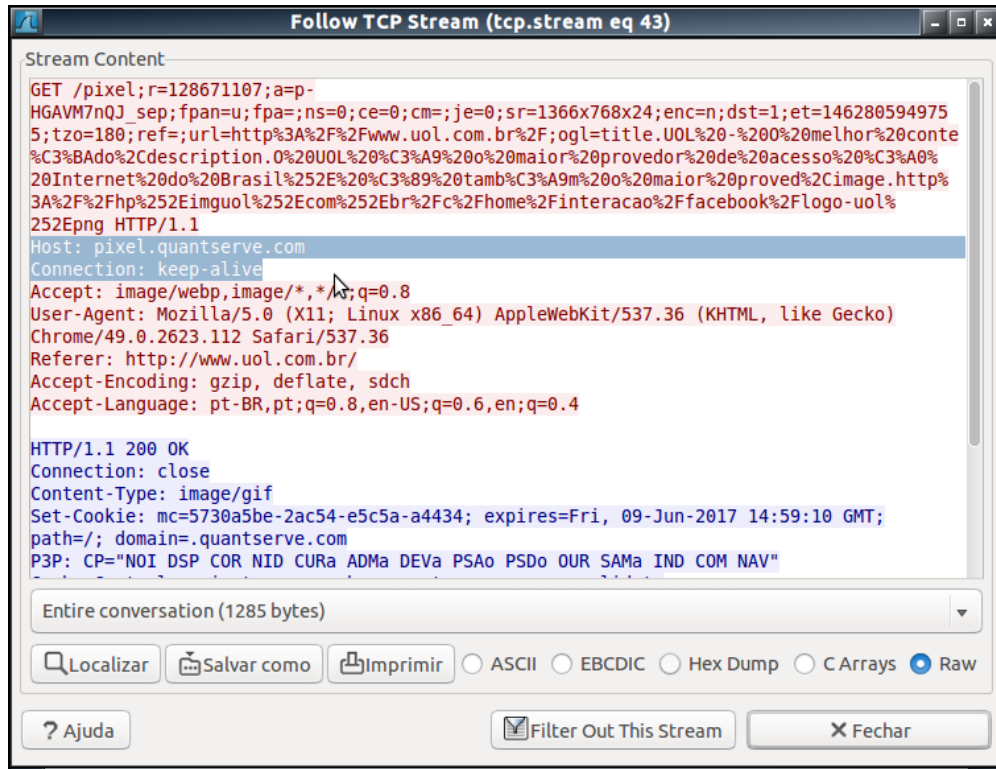 Follow TCP Stream (tcp.stream eq 43)
Stream Content
GET /pixel;r=128671107;a=p-
HGAVM7nQJ_sep;fpan=u;fpa=;ns=0;ce=0;cm=;je=0;sr=1366x768x24;enc=n;dst=1;et=146280594975
5;tzo=180;ref=;url=http%3A%2F%2Fwww.uol.com.br%2F;ogl=title.UOL%20-%20O%20melhor%20conte
%C3%BAdo%2Cdescription.O%20UOL%20%C3%A9%20o%20maior%20provedor%20de%20acesso%20%C3%A0%
20Internet%20do%20Brasil%252E%20%C3%89%20tamb%C3%A9m%20o%20maior%20proved%2Cimage.http%
3A%2F%2Fhp%252Eimguol%252Ecom%252Ebr%2Fc%2Fhome%2Finteracao%2Ffacebook%2Flogo-uol%
252Epng HTTP/1.1
Host: pixel.quantserve.com
Connection: keep-alive
Accept: image/webp,image/*,*/*;q=0.8
User-Agent: Mozilla/5.0 (X11; Linux x86_64) AppleWebKit/537.36 (KHTML, like Gecko)
Chrome/49.0.2623.112 Safari/537.36
Referer: http://www.uol.com.br/
Accept-Encoding: gzip, deflate, sdch
Accept-Language: pt-BR,pt;q=0.8,en-US;q=0.6,en;q=0.4
HTTP/1.1 200 OK
Connection: close
Content-Type: image/gif
Set-Cookie: mc=5730a5be-2ac54-e5c5a-a4434; expires=Fri, 09-Jun-2017 14:59:10 GMT;
path=/; domain=.quantserve.com
P3P: CP="NOI DSP COR NID CURa ADMa DEVa PSAo PSDo OUR SAMa IND COM NAV"
Entire conversation (1285 bytes)
Localizar Salvar como Imprimir ASCII EBCDIC Hex Dump C Arrays Raw
Ajuda Filter Out This Stream Fechar